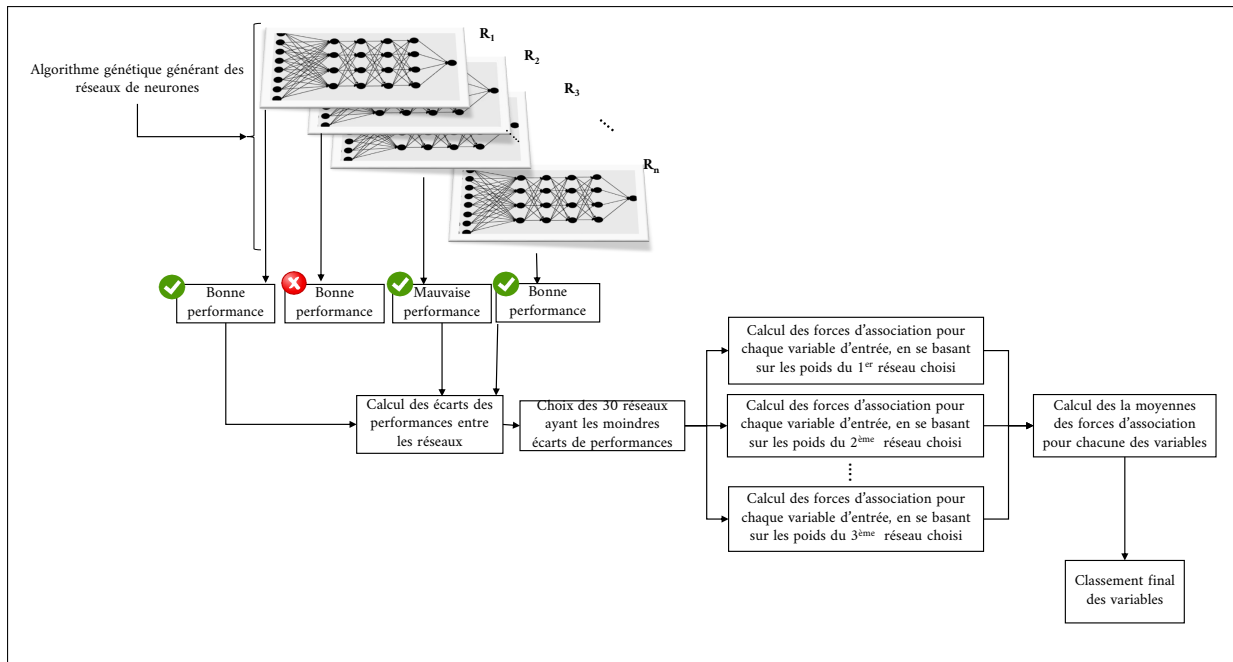 R1
R2
Algorithme génétique générant des
réseaux de neurones
R3
....
.....
Rn
Bonne
performance
Bonne
performance
Mauvaise
performance
Bonne
performance
Calcul des écarts des
performances entre
les réseaux
Choix des 30 réseaux
ayant les moindres
écarts de performances
Calcul des forces d'association pour
chaque variable d'entrée, en se basant
sur les poids du 1er réseau choisi
Calcul des forces d'association pour
chaque variable d'entrée, en se basant
sur les poids du 2ème réseau choisi
.....
Calcul des forces d'association pour
chaque variable d'entrée, en se basant
sur les poids du 3ème réseau choisi
Calcul des la moyennes
des forces d'association
pour chacune des variables
Classement final
des variables